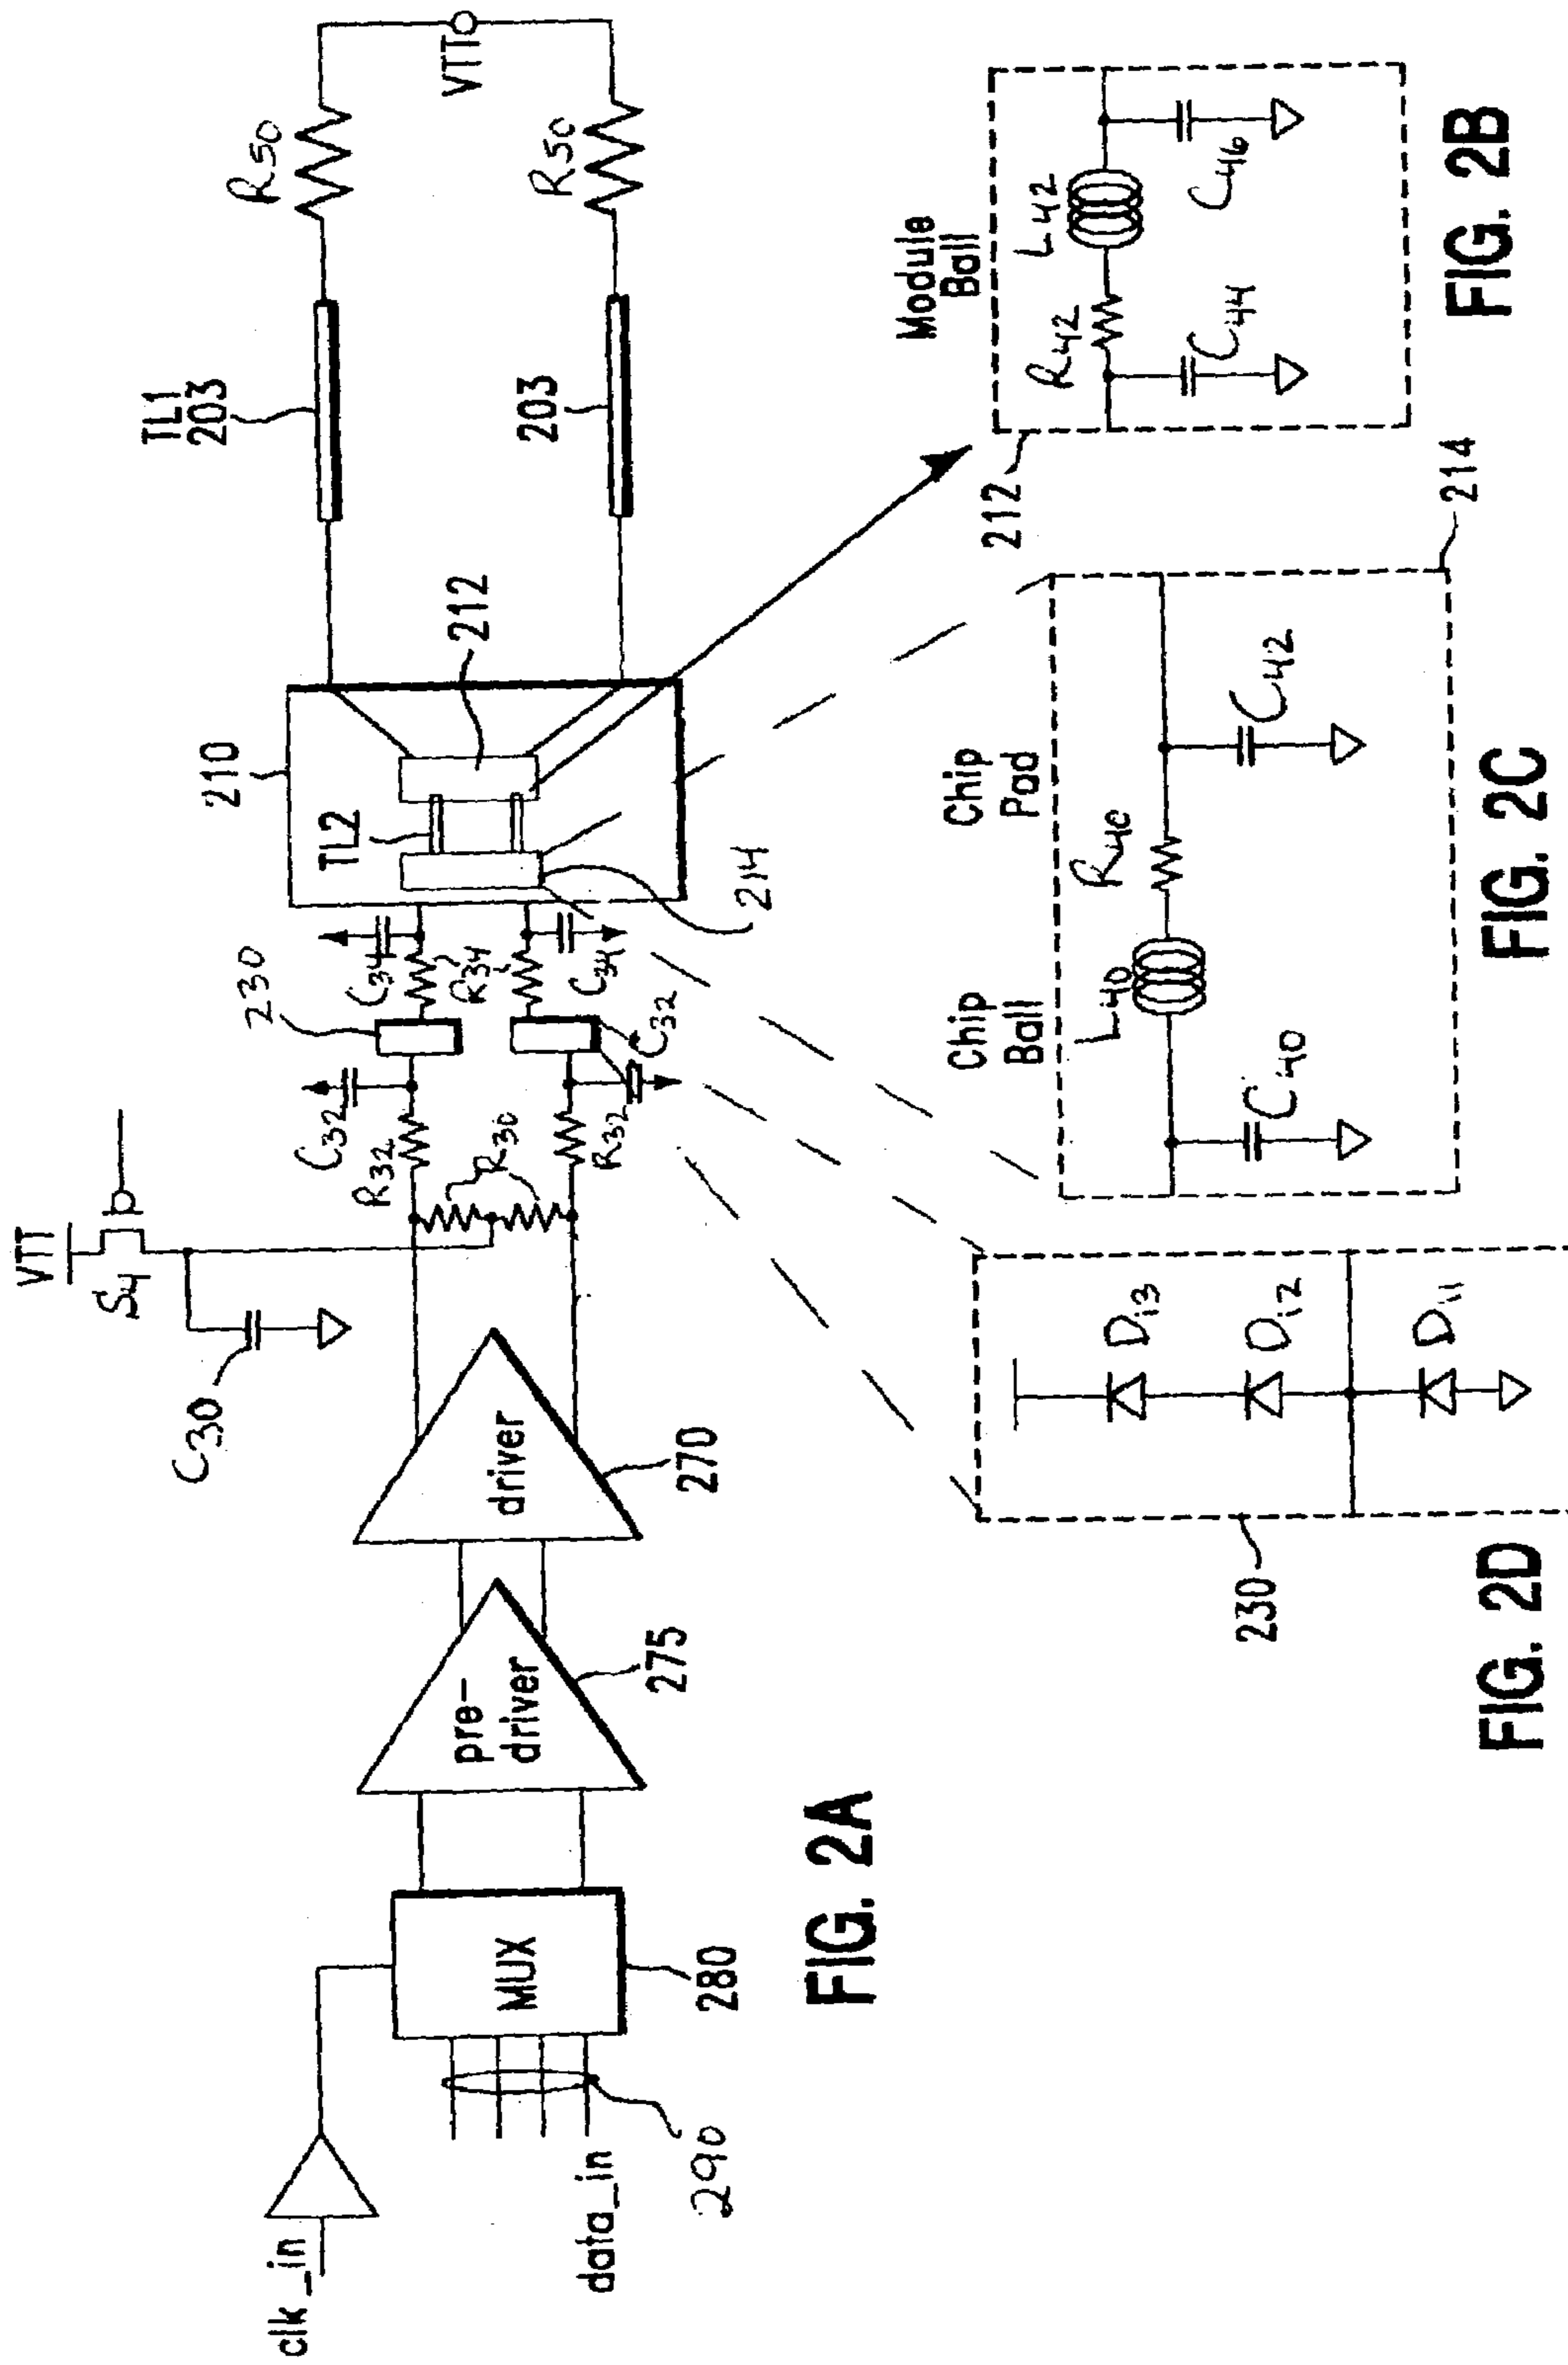 clk_in
data_in
290
MUX
280
pre-
driver
275
driver
270
C30
VTT
S4
R30
R32
R32
C32
C32
230
C34
R34
C34
214
210
TL2
212
TL1
203
203
R50
R50
VTT
FIG. 2A
230
Di3
Di2
Di1
FIG. 2D
Chip
Ball
Chip
Pad
L40
R40
C40
C42
214
FIG. 2C
212
Module
Ball
R42
L42
C44
C46
FIG. 2B